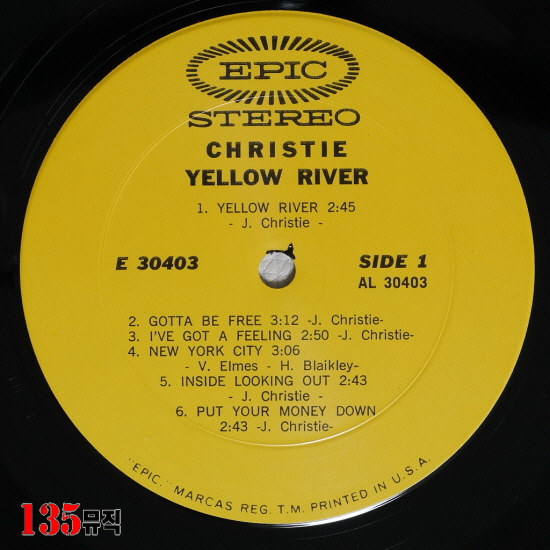 EPIC
STEREO
CHRISTIE
YELLOW RIVER
1. YELLOW RIVER 2:45
- J. Christie -
E 30403
SIDE 1
AL 30403
2. GOTTA BE FREE 3:12 -J. Christie-
3. I'VE GOT A FEELING 2:50 -J. Christie-
4. NEW YORK CITY 3:06
- V. Elmes - H. Blaikley-
5. INSIDE LOOKING OUT 2:43
- J. Christie -
6. PUT YOUR MONEY DOWN
2:43 -J. Christie-
"EPIC," MARCAS REG. T.M. PRINTED IN U.S.A.
135뮤직